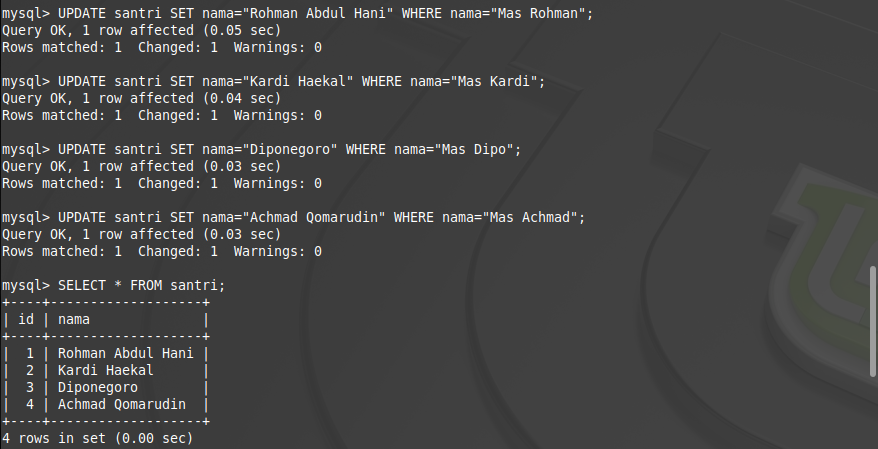 mysql> UPDATE santri SET nama="Rohman Abdul Hani" WHERE nama="Mas Rohman";
Query OK, 1 row affected (0.05 sec)
Rows matched: 1  Changed: 1  Warnings: 0

mysql> UPDATE santri SET nama="Kardi Haekal" WHERE nama="Mas Kardi";
Query OK, 1 row affected (0.04 sec)
Rows matched: 1  Changed: 1  Warnings: 0

mysql> UPDATE santri SET nama="Diponegoro" WHERE nama="Mas Dipo";
Query OK, 1 row affected (0.03 sec)
Rows matched: 1  Changed: 1  Warnings: 0

mysql> UPDATE santri SET nama="Achmad Qomarudin" WHERE nama="Mas Achmad";
Query OK, 1 row affected (0.03 sec)
Rows matched: 1  Changed: 1  Warnings: 0

mysql> SELECT * FROM santri;
+----+-------------------+
| id | nama              |
+----+-------------------+
|  1 | Rohman Abdul Hani |
|  2 | Kardi Haekal      |
|  3 | Diponegoro        |
|  4 | Achmad Qomarudin  |
+----+-------------------+
4 rows in set (0.00 sec)